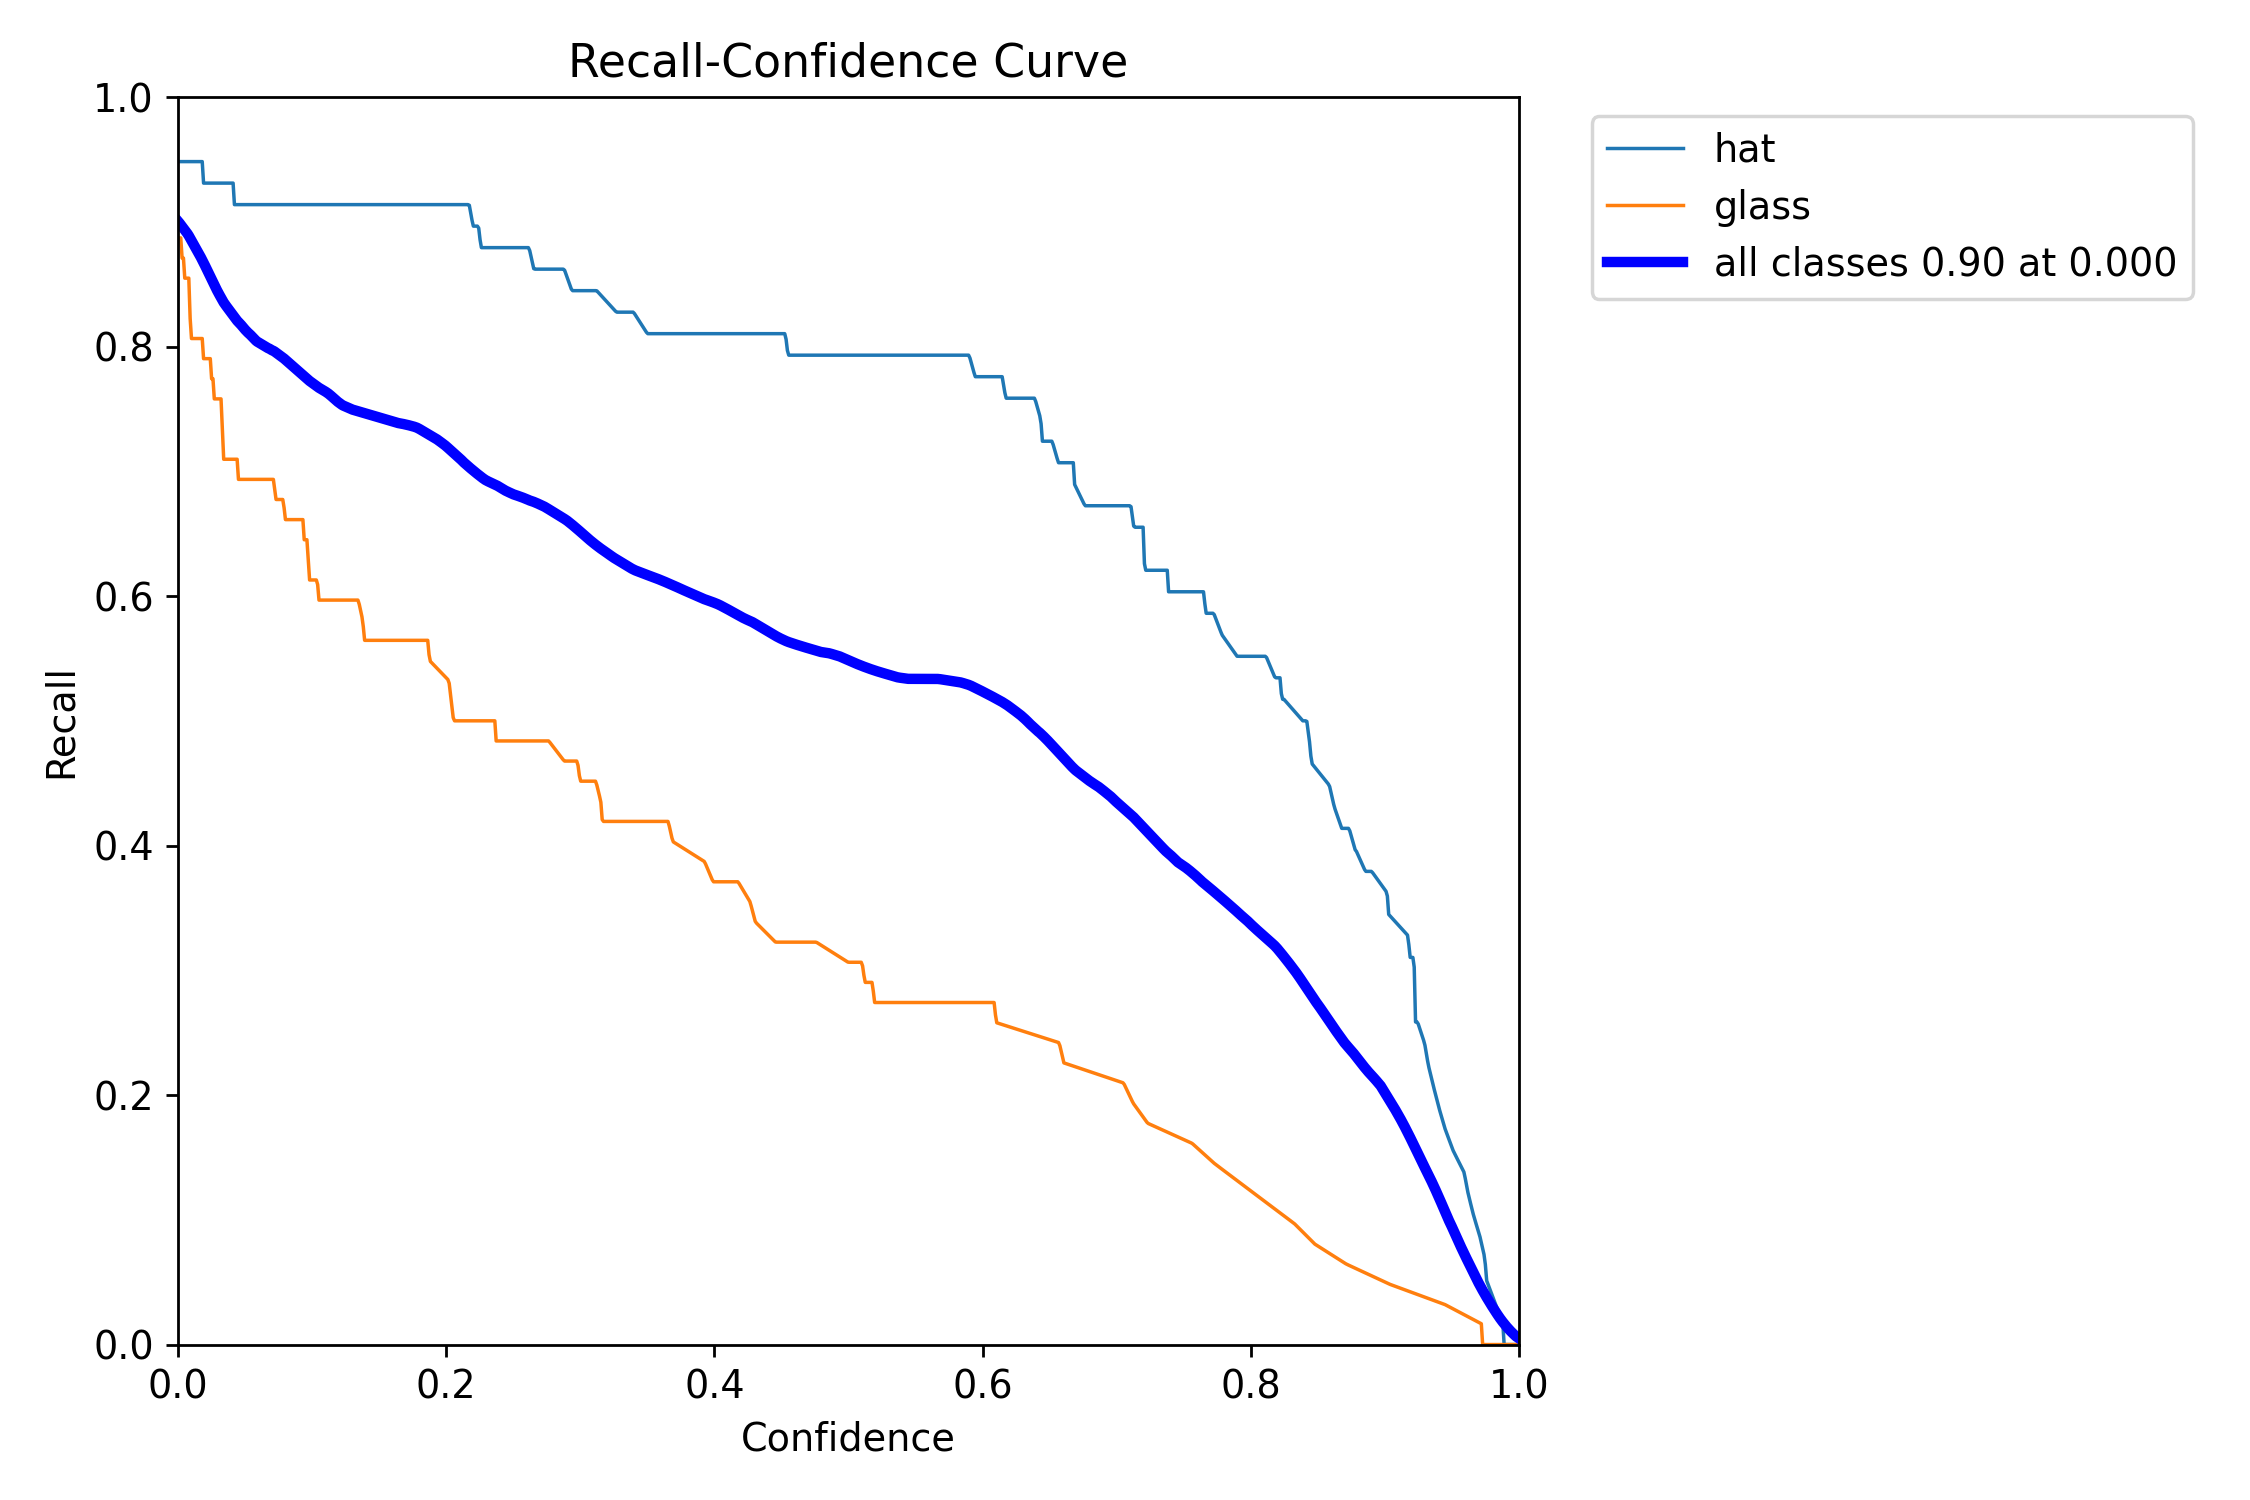 Recall-Confidence Curve
1.0
0.8
0.6
0.4
0.2
0.0
Recall
0.0 0.2 0.4 0.6 0.8 1.0
Confidence
hat
glass
all classes 0.90 at 0.000